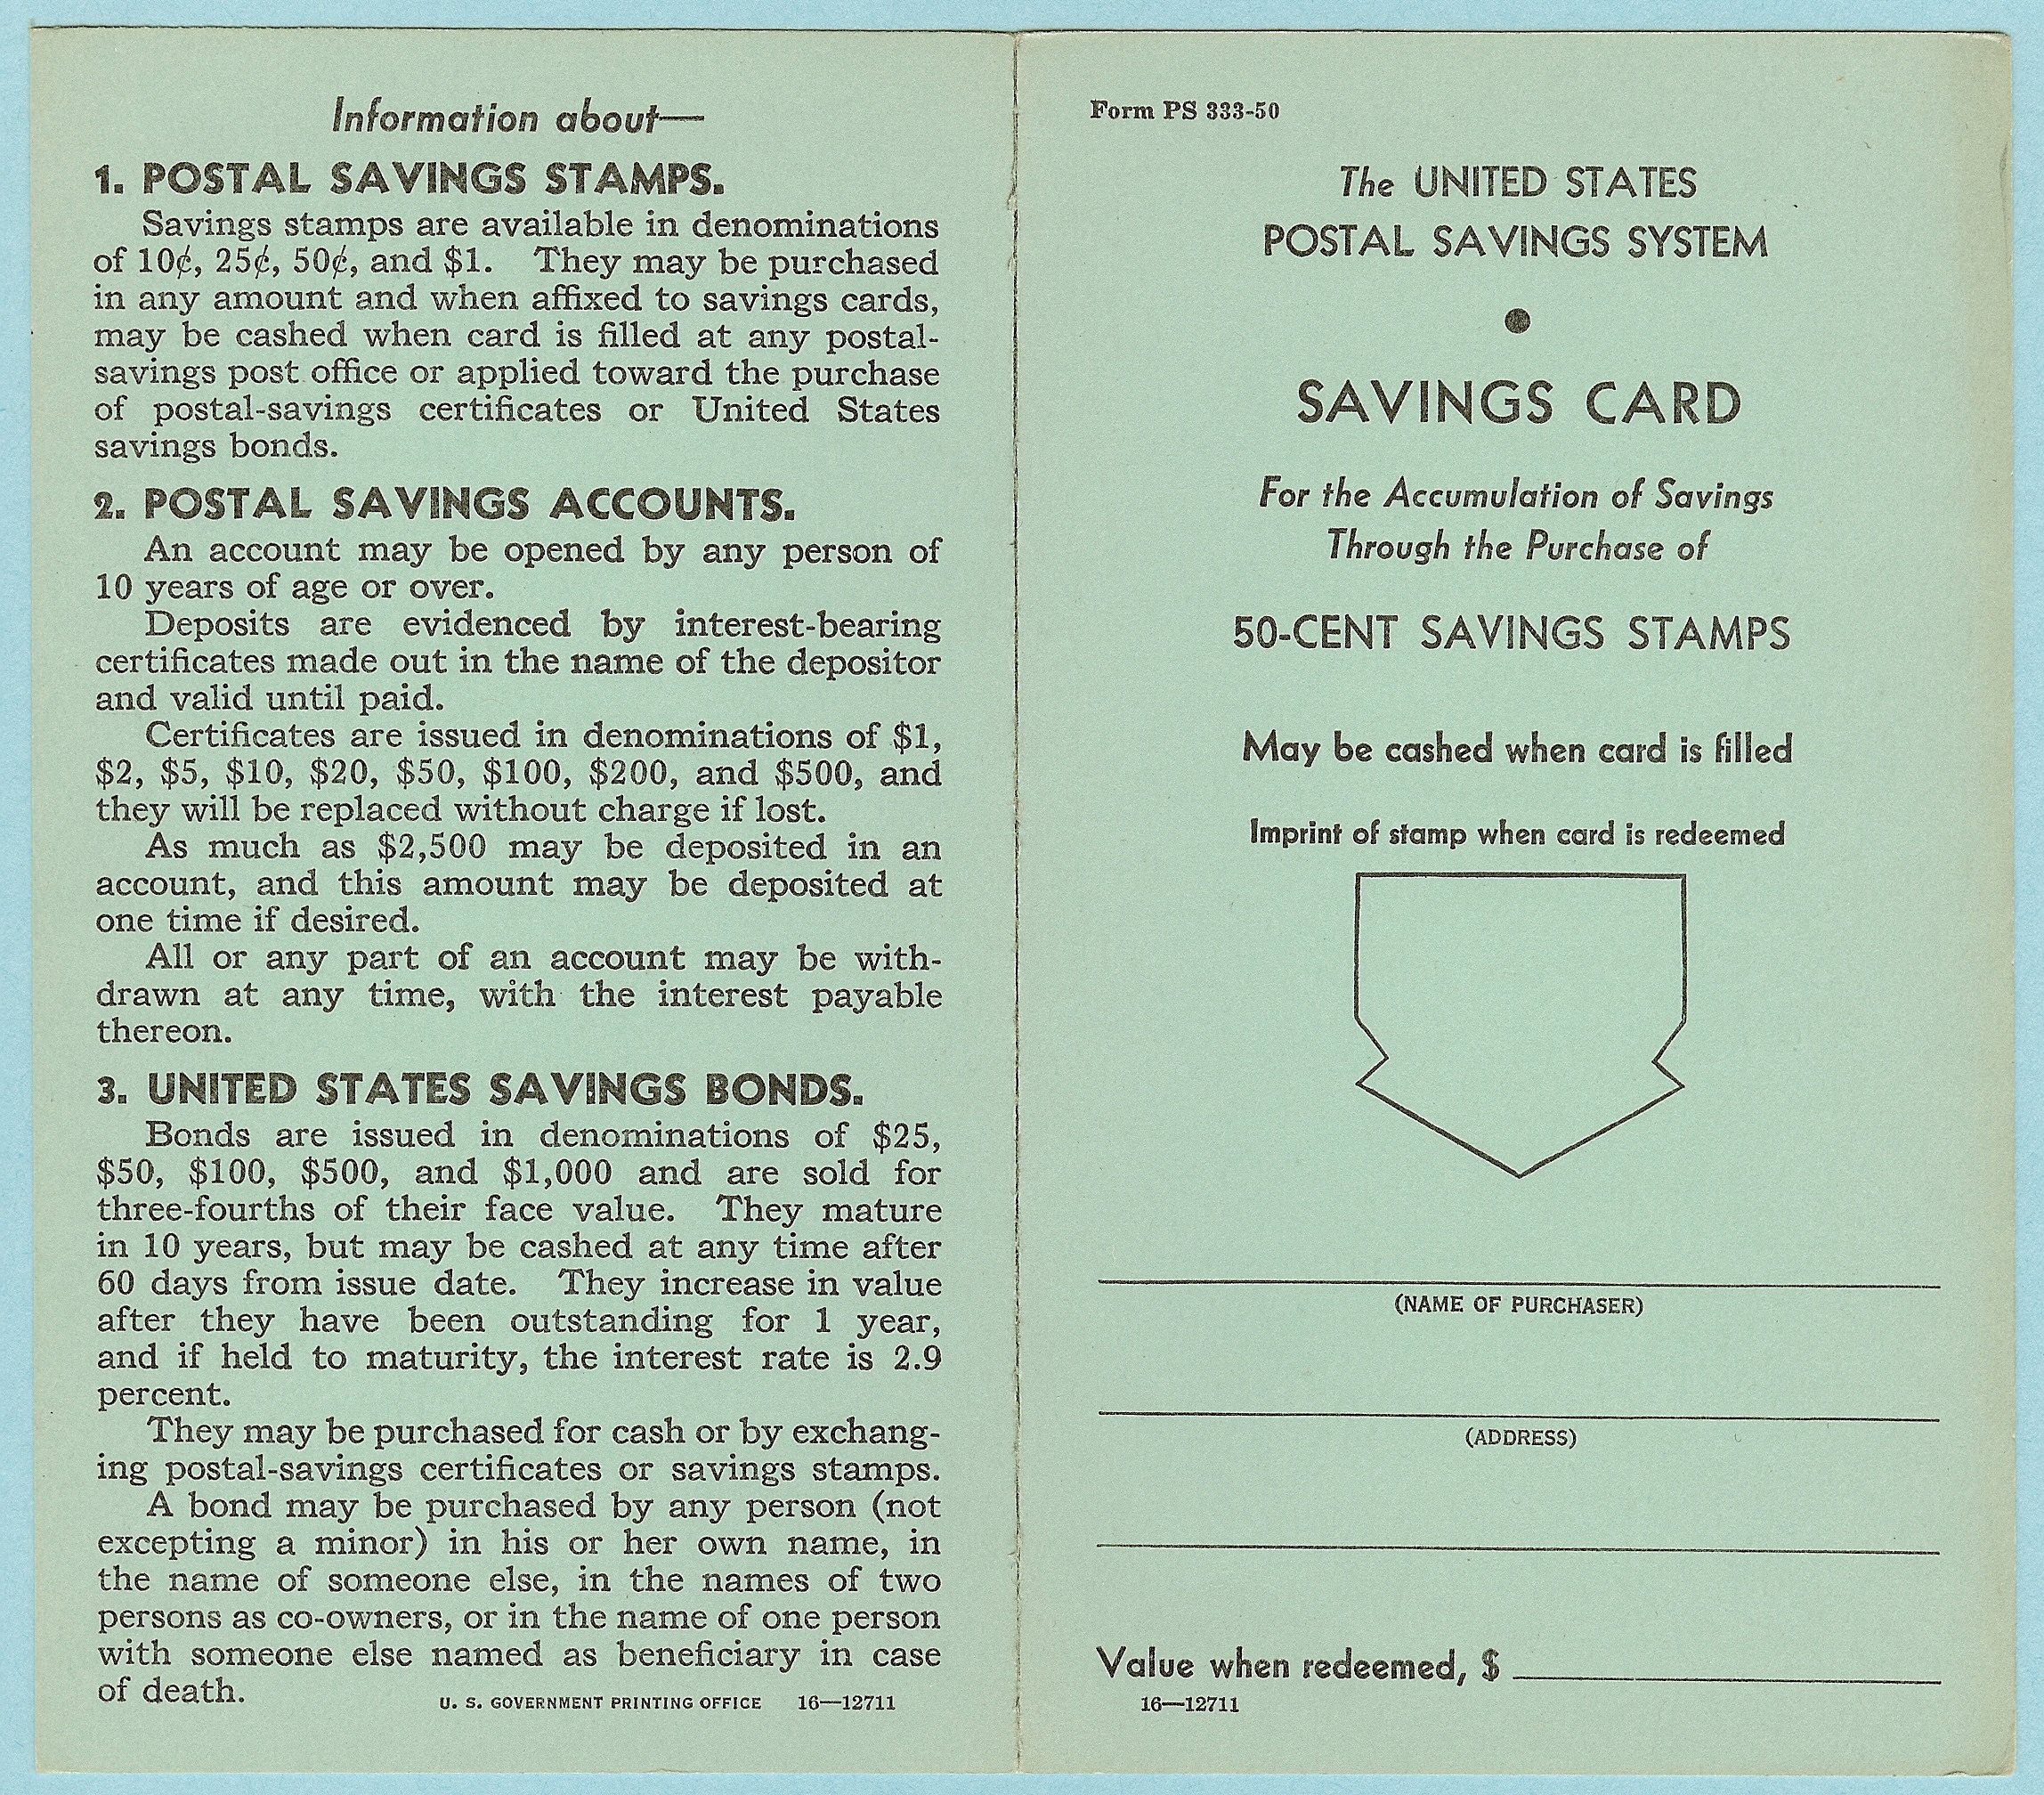 Information about—
1. POSTAL SAVINGS STAMPS.
Savings stamps are available in denominations
of 10¢, 25¢, 50¢, and $1. They may be purchased
in any amount and when affixed to savings cards,
may be cashed when card is filled at any postal-
savings post office or applied toward the purchase
of postal-savings certificates or United States
savings bonds.
2. POSTAL SAVINGS ACCOUNTS.
An account may be opened by any person of
10 years of age or over.
Deposits are evidenced by interest-bearing
certificates made out in the name of the depositor
and valid until paid.
Certificates are issued in denominations of $1,
$2, $5, $10, $20, $50, $100, $200, and $500, and
they will be replaced without charge if lost.
As much as $2,500 may be deposited in an
account, and this amount may be deposited at
one time if desired.
All or any part of an account may be with-
drawn at any time, with the interest payable
thereon.
3. UNITED STATES SAVINGS BONDS.
Bonds are issued in denominations of $25,
$50, $100, $500, and $1,000 and are sold for
three-fourths of their face value. They mature
in 10 years, but may be cashed at any time after
60 days from issue date. They increase in value
after they have been outstanding for 1 year,
and if held to maturity, the interest rate is 2.9
percent.
They may be purchased for cash or by exchang-
ing postal-savings certificates or savings stamps.
A bond may be purchased by any person (not
excepting a minor) in his or her own name, in
the name of someone else, in the names of two
persons as co-owners, or in the name of one person
with someone else named as beneficiary in case
of death.
U. S. GOVERNMENT PRINTING OFFICE 16—12711
Form PS 333-50
The UNITED STATES
POSTAL SAVINGS SYSTEM
●
SAVINGS CARD
For the Accumulation of Savings
Through the Purchase of
50-CENT SAVINGS STAMPS
May be cashed when card is filled
Imprint of stamp when card is redeemed
(NAME OF PURCHASER)
(ADDRESS)
Value when redeemed, $
16—12711